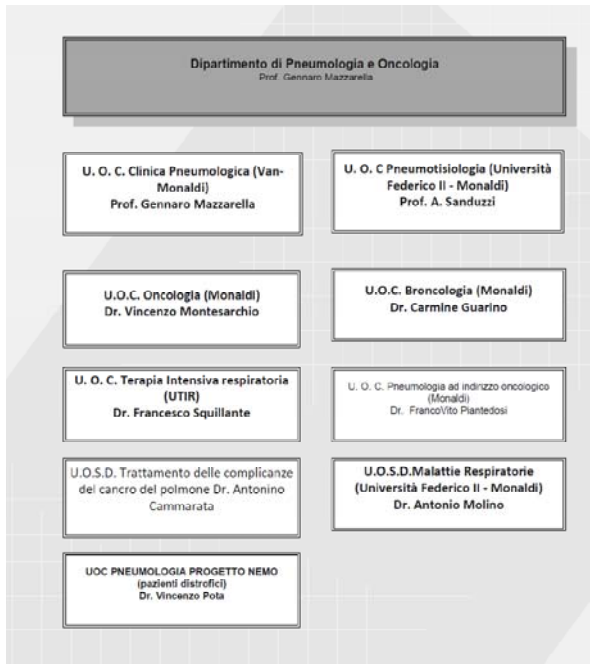 Dipartimento di Pneumologia e Oncologia
Prof. Gennaro Mazzarella
U. O. C. Clinica Pneumologica (Van-
Monaldi)
Prof. Gennaro Mazzarella
U. O. C Pneumotisiologia (Università
Federico II - Monaldi)
Prof. A. Sanduzzi
U.O.C. Oncologia (Monaldi)
Dr. Vincenzo Montesarchio
U.O.C. Broncologia (Monaldi)
Dr. Carmine Guarino
U. O. C. Terapia Intensiva respiratoria
(UTIR)
Dr. Francesco Squillante
U. O. C. Pneumologia ad indirizzo oncologico
(Monaldi)
Dr. FrancoVito Piantedosi
U.O.S.D. Trattamento delle complicanze
del cancro del polmone Dr. Antonino
Cammarata
U.O.S.D.Malattie Respiratorie
(Università Federico II - Monaldi)
Dr. Antonio Molino
UOC PNEUMOLOGIA PROGETTO NEMO
(pazienti distrofici)
Dr. Vincenzo Pota